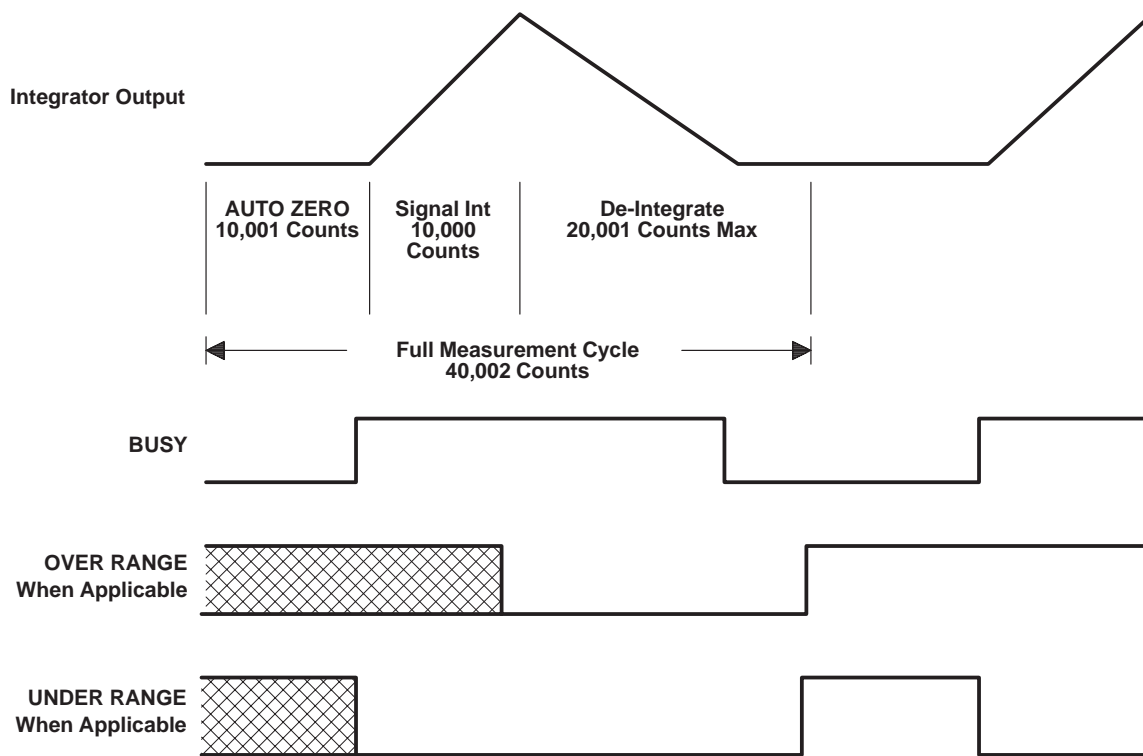 Integrator Output
AUTO ZERO
10,001 Counts
Signal Int
10,000
Counts
De-Integrate
20,001 Counts Max
Full Measurement Cycle
40,002 Counts
BUSY
OVER RANGE
When Applicable
UNDER RANGE
When Applicable